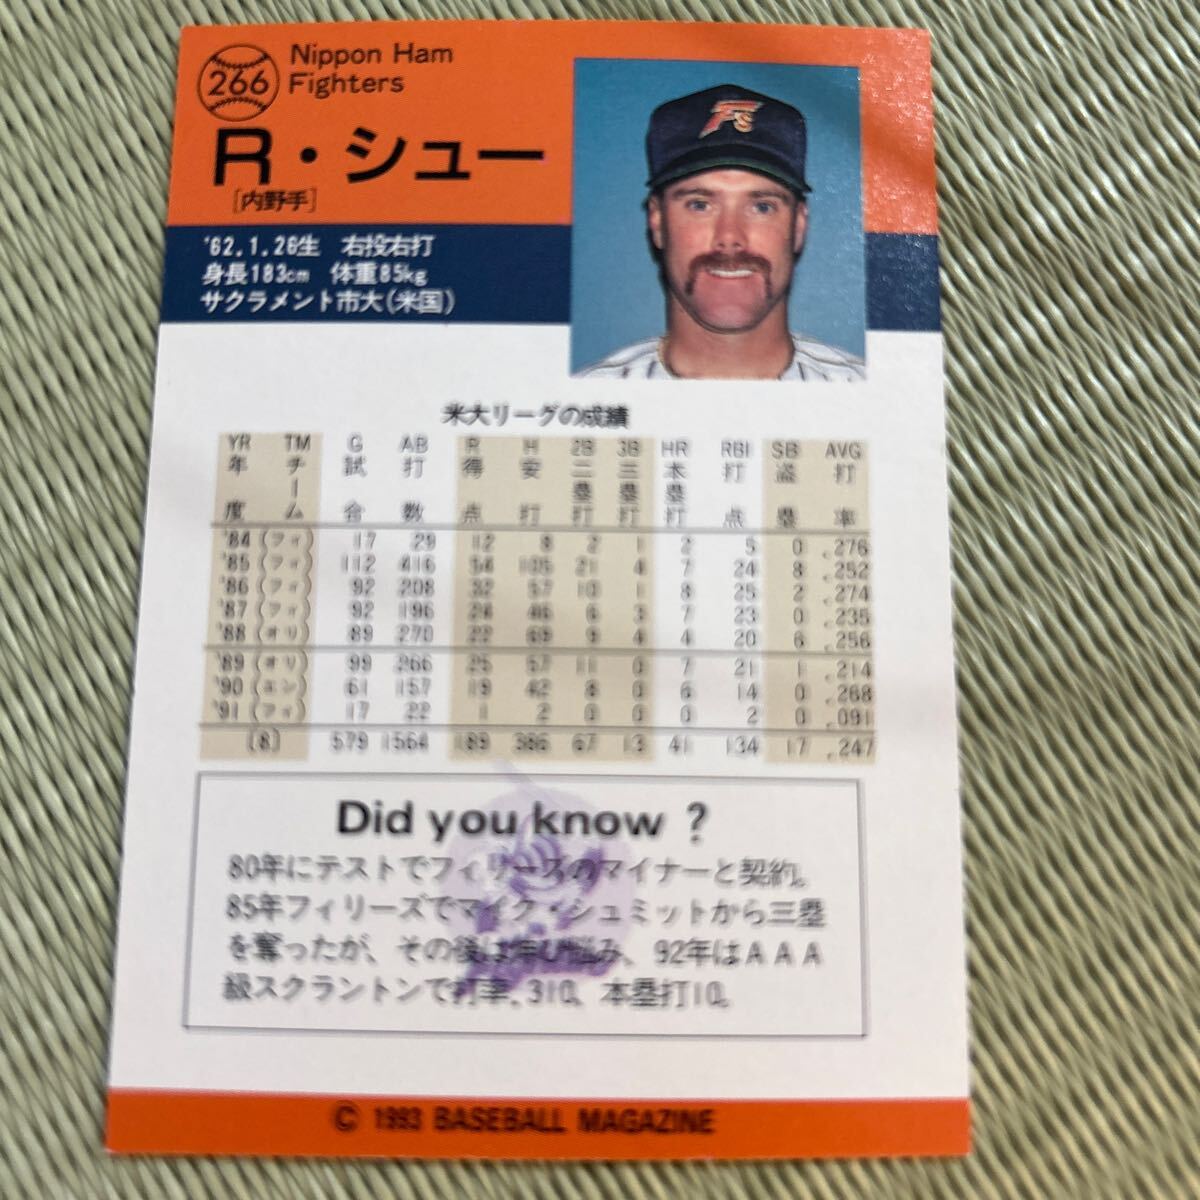 266
Nippon Ham
Fighters
R・シュー
[内野手]
'62.1.26生 右投右打
身長183cm 体重85kg
サクラメント市大(米国)
Fs
米大リーグの成績
YR TM G AB R H 2B 3B HR RBI SB AVG
年度 チーム 試合 打数 得点 安打 二塁打 三塁打 本塁打 打点 盗塁 打率
'84 (フィ) 17 29 12 8 2 1 2 5 0 .276
'85 (フィ) 112 416 54 105 21 4 7 24 8 .252
'86 (フィ) 92 208 32 57 10 1 8 25 2 .274
'87 (フィ) 92 196 24 46 6 3 7 23 0 .235
'88 (オリ) 89 270 22 69 9 4 4 20 6 .256
'89 (オリ) 99 266 25 57 11 0 7 21 1 .214
'90 (エン) 61 157 19 42 8 0 6 14 0 .268
'91 (フィ) 17 22 1 2 0 0 0 2 0 .091
[8] 579 1564 189 386 67 13 41 134 17 .247
Did you know ?
80年にテストでフィリーズのマイナーと契約。
85年フィリーズでマイク・シュミットから三塁
を奪ったが、その後は伸び悩み、92年はＡＡＡ
級スクラントンで打率.310、本塁打10。
© 1993 BASEBALL MAGAZINE